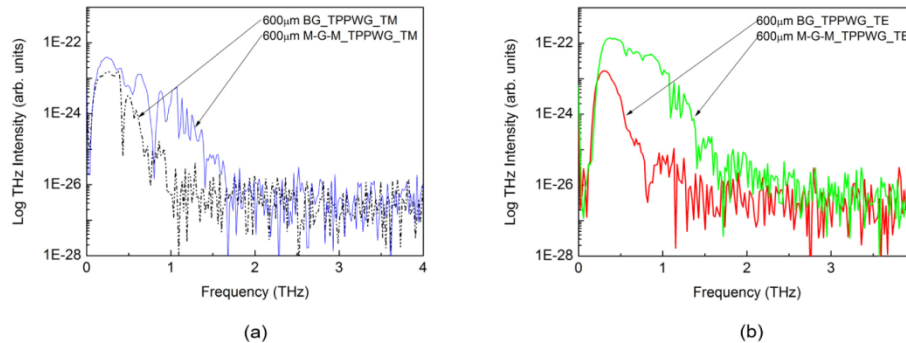 600μm BG_TPPWG_TM
600μm M-G-M_TPPWG_TM
1E-22
1E-24
1E-26
1E-28
Log THz Intensity (arb. units)
0 1 2 3 4
Frequency (THz)
(a)
600μm BG_TPPWG_TE
600μm M-G-M_TPPWG_TE
1E-22
1E-24
1E-26
1E-28
Log THz Intensity (arb. units)
0 1 2 3
Frequency (THz)
(b)